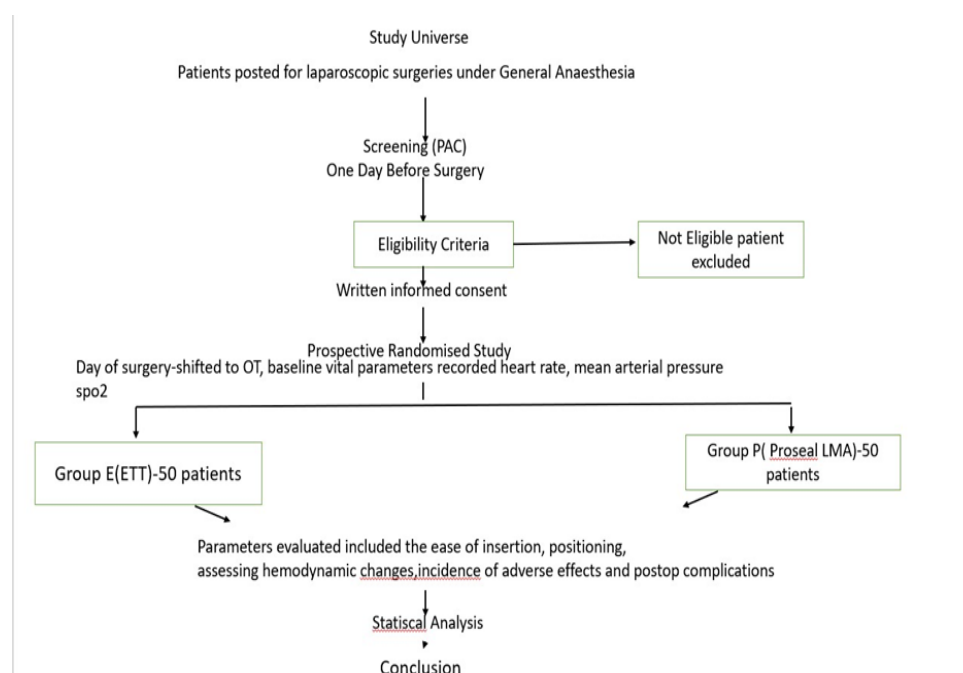 Study Universe
Patients posted for laparoscopic surgeries under General Anaesthesia
Screening (PAC)
One Day Before Surgery
Eligibility Criteria
Not Eligible patient
excluded
Written informed consent
Prospective Randomised Study
Day of surgery-shifted to OT, baseline vital parameters recorded heart rate, mean arterial pressure
spo2
Group E(ETT)-50 patients
Group P( Proseal LMA)-50
patients
Parameters evaluated included the ease of insertion, positioning,
assessing hemodynamic changes,incidence of adverse effects and postop complications
Statiscal Analysis
Conclusion